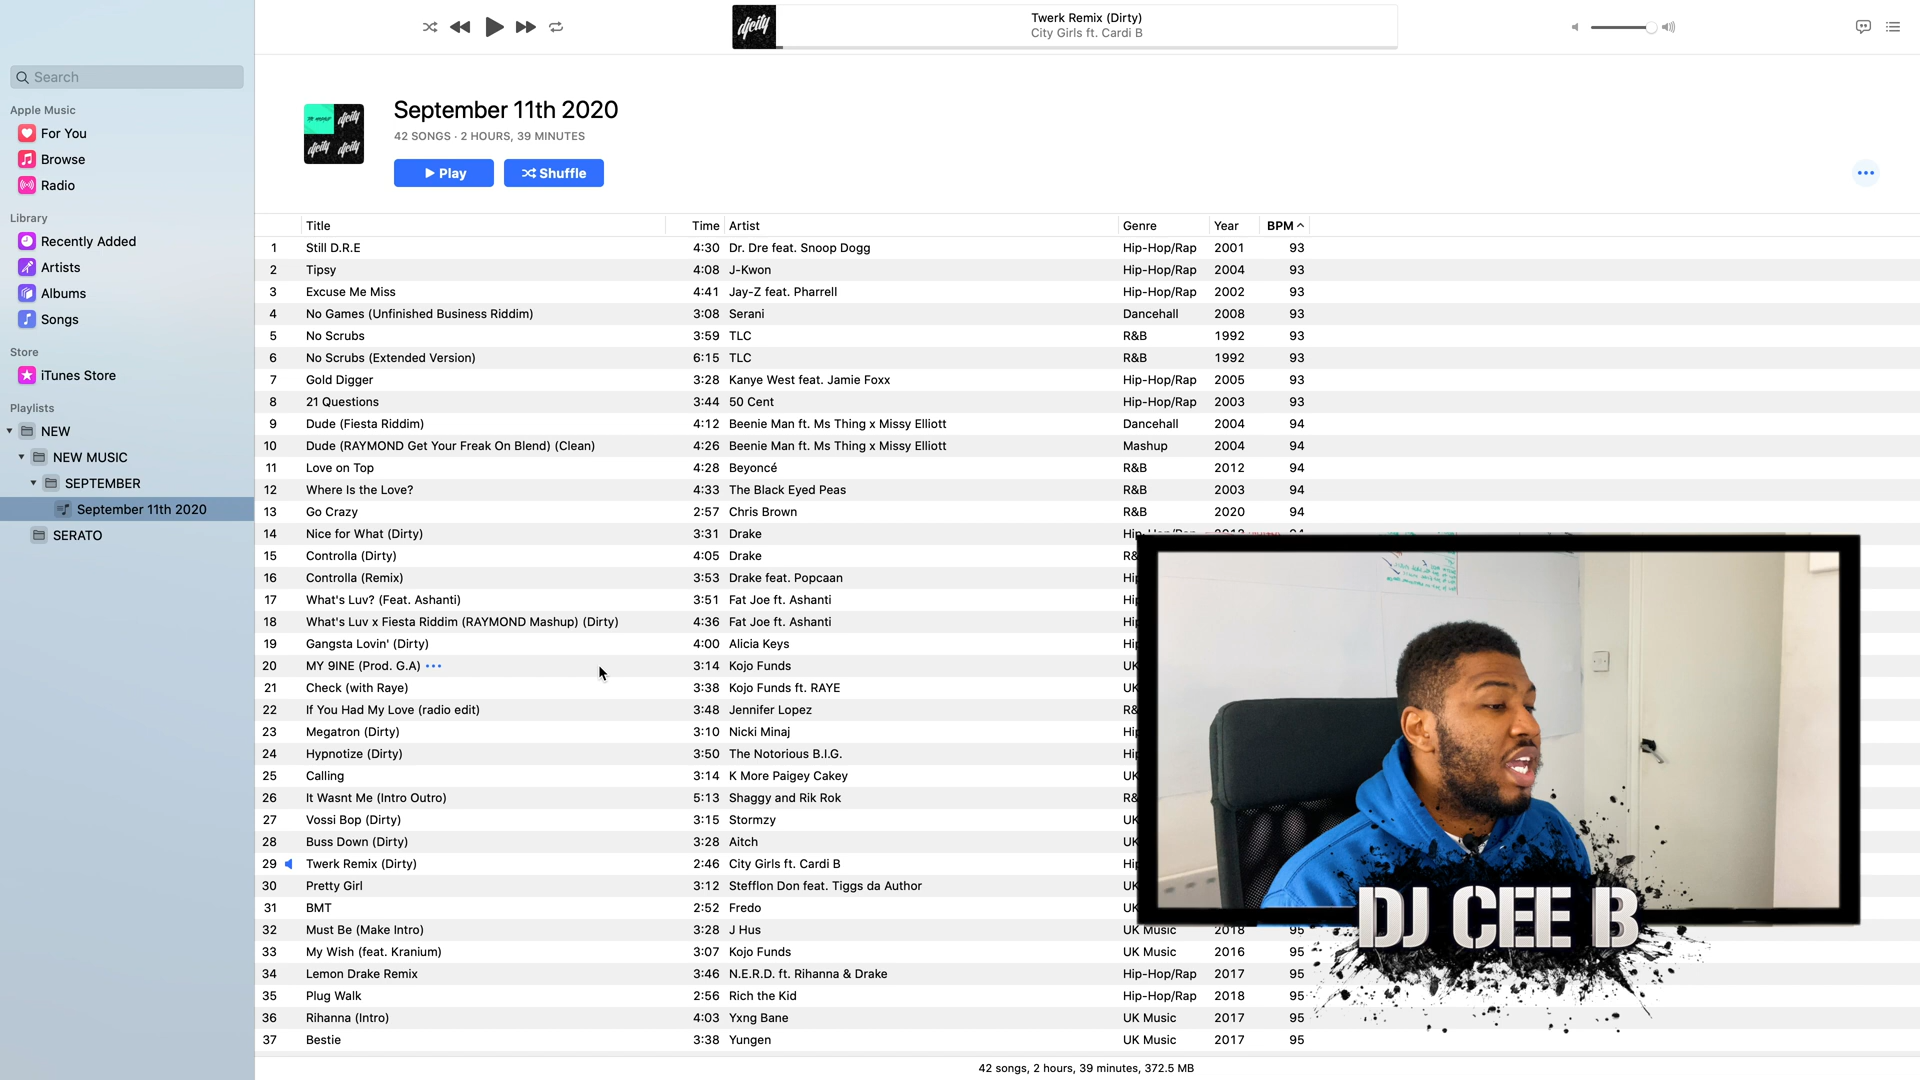 djcity
Twerk Remix (Dirty)
City Girls ft. Cardi B
Search
Apple Music
For You
Browse
Radio
Library
Recently Added
Artists
Albums
Songs
Store
iTunes Store
Playlists
NEW
NEW MUSIC
SEPTEMBER
September 11th 2020
SERATO
djcity
djcity djcity
September 11th 2020
42 SONGS · 2 HOURS, 39 MINUTES
Play Shuffle
Title Time Artist Genre Year BPM
1 Still D.R.E 4:30 Dr. Dre feat. Snoop Dogg Hip-Hop/Rap 2001 93
2 Tipsy 4:08 J-Kwon Hip-Hop/Rap 2004 93
3 Excuse Me Miss 4:41 Jay-Z feat. Pharrell Hip-Hop/Rap 2002 93
4 No Games (Unfinished Business Riddim) 3:08 Serani Dancehall 2008 93
5 No Scrubs 3:59 TLC R&B 1992 93
6 No Scrubs (Extended Version) 6:15 TLC R&B 1992 93
7 Gold Digger 3:28 Kanye West feat. Jamie Foxx Hip-Hop/Rap 2005 93
8 21 Questions 3:44 50 Cent Hip-Hop/Rap 2003 93
9 Dude (Fiesta Riddim) 4:12 Beenie Man ft. Ms Thing x Missy Elliott Dancehall 2004 94
10 Dude (RAYMOND Get Your Freak On Blend) (Clean) 4:26 Beenie Man ft. Ms Thing x Missy Elliott Mashup 2004 94
11 Love on Top 4:28 Beyoncé R&B 2012 94
12 Where Is the Love? 4:33 The Black Eyed Peas R&B 2003 94
13 Go Crazy 2:57 Chris Brown R&B 2020 94
14 Nice for What (Dirty) 3:31 Drake
15 Controlla (Dirty) 4:05 Drake
16 Controlla (Remix) 3:53 Drake feat. Popcaan
17 What's Luv? (Feat. Ashanti) 3:51 Fat Joe ft. Ashanti
18 What's Luv x Fiesta Riddim (RAYMOND Mashup) (Dirty) 4:36 Fat Joe ft. Ashanti
19 Gangsta Lovin' (Dirty) 4:00 Alicia Keys
20 MY 9INE (Prod. G.A) 3:14 Kojo Funds UK
21 Check (with Raye) 3:38 Kojo Funds ft. RAYE UK
22 If You Had My Love (radio edit) 3:48 Jennifer Lopez
23 Megatron (Dirty) 3:10 Nicki Minaj
24 Hypnotize (Dirty) 3:50 The Notorious B.I.G.
25 Calling 3:14 K More Paigey Cakey UK
26 It Wasnt Me (Intro Outro) 5:13 Shaggy and Rik Rok
27 Vossi Bop (Dirty) 3:15 Stormzy UK
28 Buss Down (Dirty) 3:28 Aitch UK
29 Twerk Remix (Dirty) 2:46 City Girls ft. Cardi B
30 Pretty Girl 3:12 Stefflon Don feat. Tiggs da Author UK
31 BMT 2:52 Fredo UK
32 Must Be (Make Intro) 3:28 J Hus UK Music 2018 95
33 My Wish (feat. Kranium) 3:07 Kojo Funds UK Music 2016 95
34 Lemon Drake Remix 3:46 N.E.R.D. ft. Rihanna & Drake Hip-Hop/Rap 2017 95
35 Plug Walk 2:56 Rich the Kid Hip-Hop/Rap 2018 95
36 Rihanna (Intro) 4:03 Yxng Bane UK Music 2017 95
37 Bestie 3:38 Yungen UK Music 2017 95
DJ CEE B
42 songs, 2 hours, 39 minutes, 372.5 MB